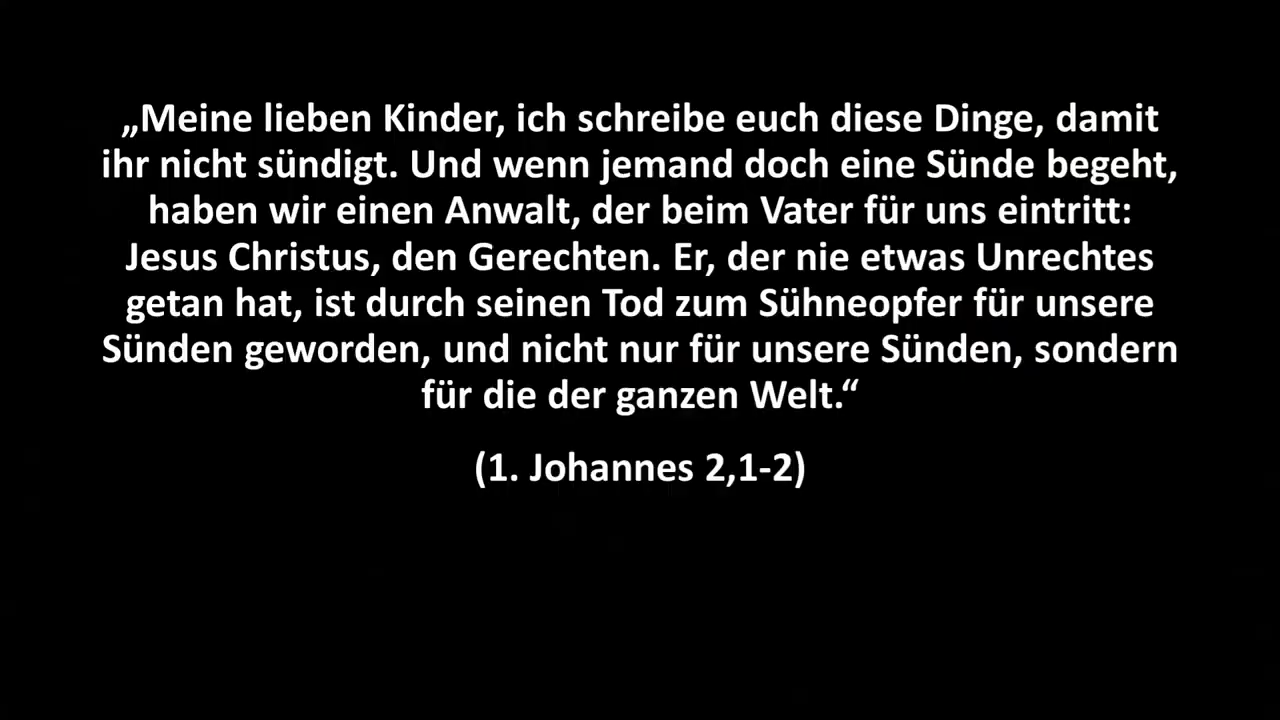 „Meine lieben Kinder, ich schreibe euch diese Dinge, damit
ihr nicht sündigt. Und wenn jemand doch eine Sünde begeht,
haben wir einen Anwalt, der beim Vater für uns eintritt:
Jesus Christus, den Gerechten. Er, der nie etwas Unrechtes
getan hat, ist durch seinen Tod zum Sühneopfer für unsere
Sünden geworden, und nicht nur für unsere Sünden, sondern
für die der ganzen Welt.“
(1. Johannes 2,1-2)